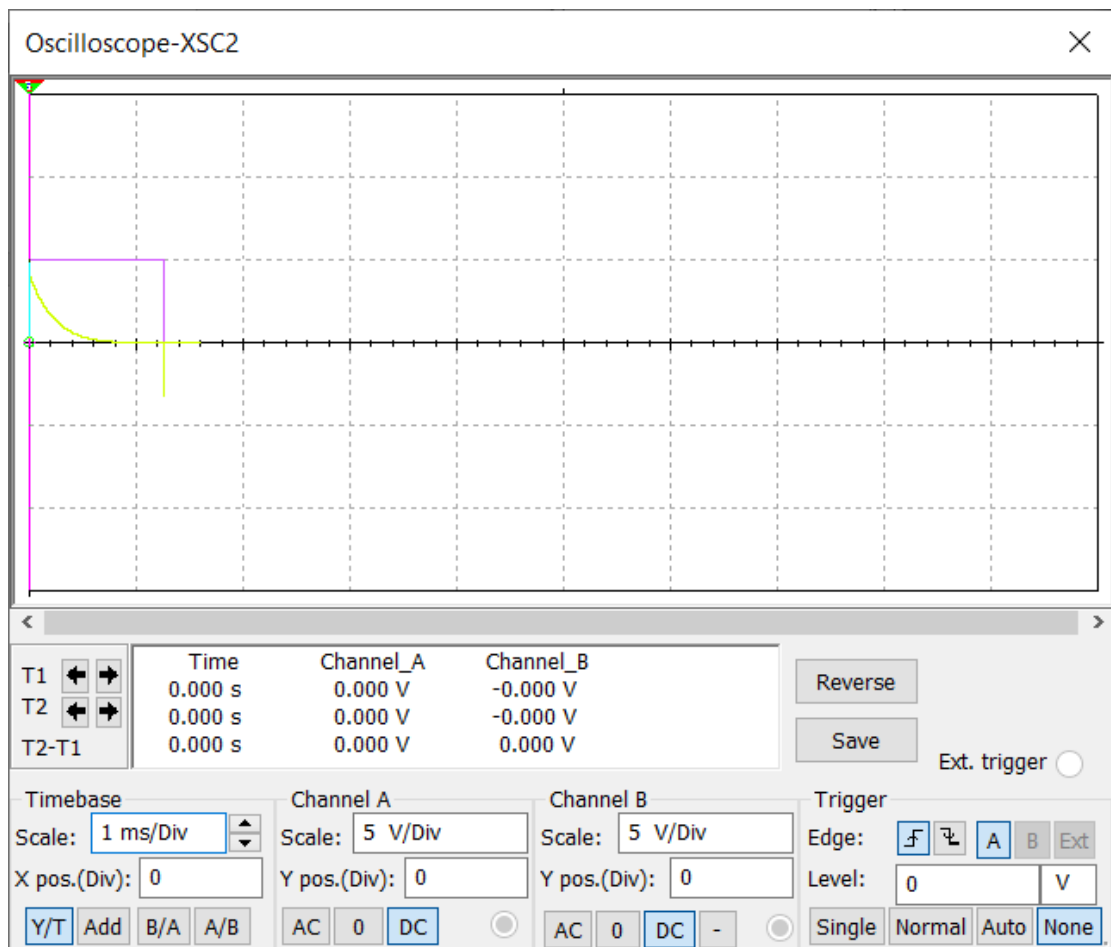 Oscilloscope-XSC2
Time Channel_A Channel_B
T1 0.000 s 0.000 V -0.000 V
T2 0.000 s 0.000 V -0.000 V
T2-T1 0.000 s 0.000 V 0.000 V
Reverse
Save
Ext. trigger
Timebase Channel A Channel B Trigger
Scale: 1 ms/Div Scale: 5 V/Div Scale: 5 V/Div Edge: A B Ext
X pos.(Div): 0 Y pos.(Div): 0 Y pos.(Div): 0 Level: 0 V
Y/T Add B/A A/B AC 0 DC AC 0 DC - Single Normal Auto None